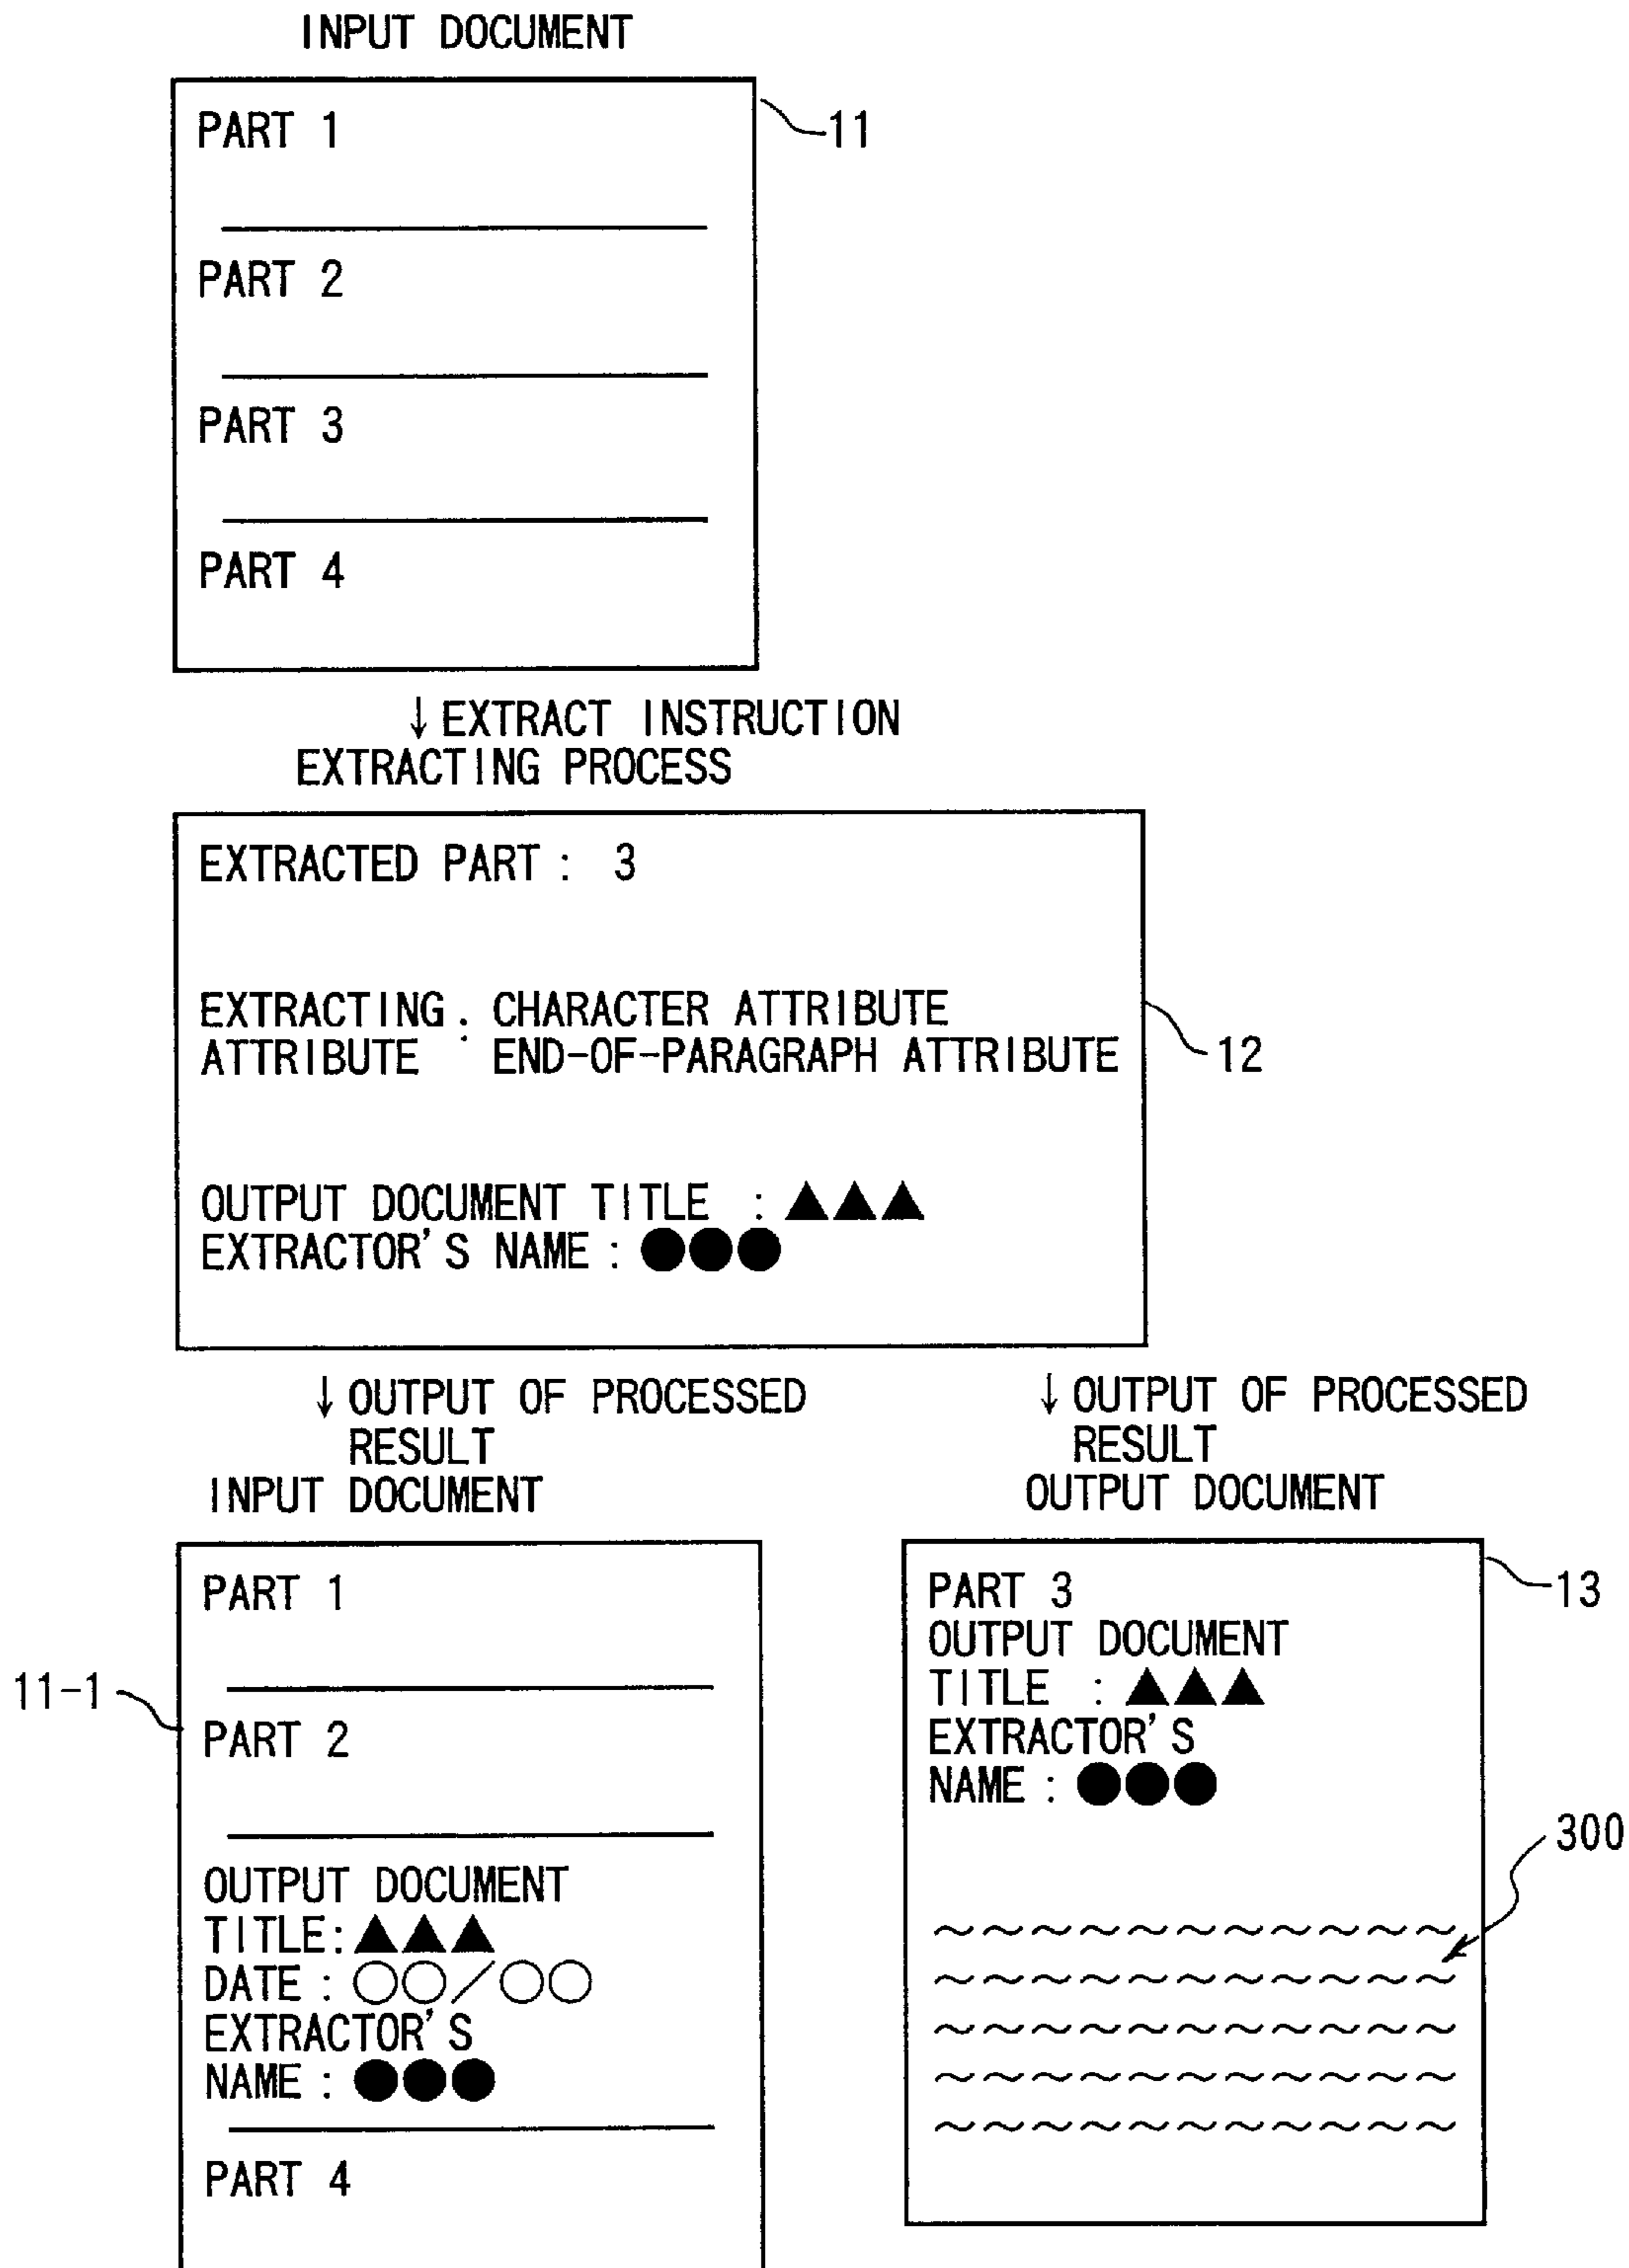 INPUT DOCUMENT
PART 1
11
PART 2
PART 3
PART 4
↓ EXTRACT INSTRUCTION
EXTRACTING PROCESS
EXTRACTED PART : 3
EXTRACTING : CHARACTER ATTRIBUTE
ATTRIBUTE END-OF-PARAGRAPH ATTRIBUTE
12
OUTPUT DOCUMENT TITLE : ▲▲▲
EXTRACTOR'S NAME : ●●●
↓ OUTPUT OF PROCESSED
RESULT
INPUT DOCUMENT
PART 1
11-1
PART 2
OUTPUT DOCUMENT
TITLE: ▲▲▲
DATE : ○○/○○
EXTRACTOR'S
NAME : ●●●
PART 4
↓ OUTPUT OF PROCESSED
RESULT
OUTPUT DOCUMENT
PART 3
13
OUTPUT DOCUMENT
TITLE : ▲▲▲
EXTRACTOR'S
NAME : ●●●
300
~~~~~~~~~~~
~~~~~~~~~~~
~~~~~~~~~~~
~~~~~~~~~~~
~~~~~~~~~~~